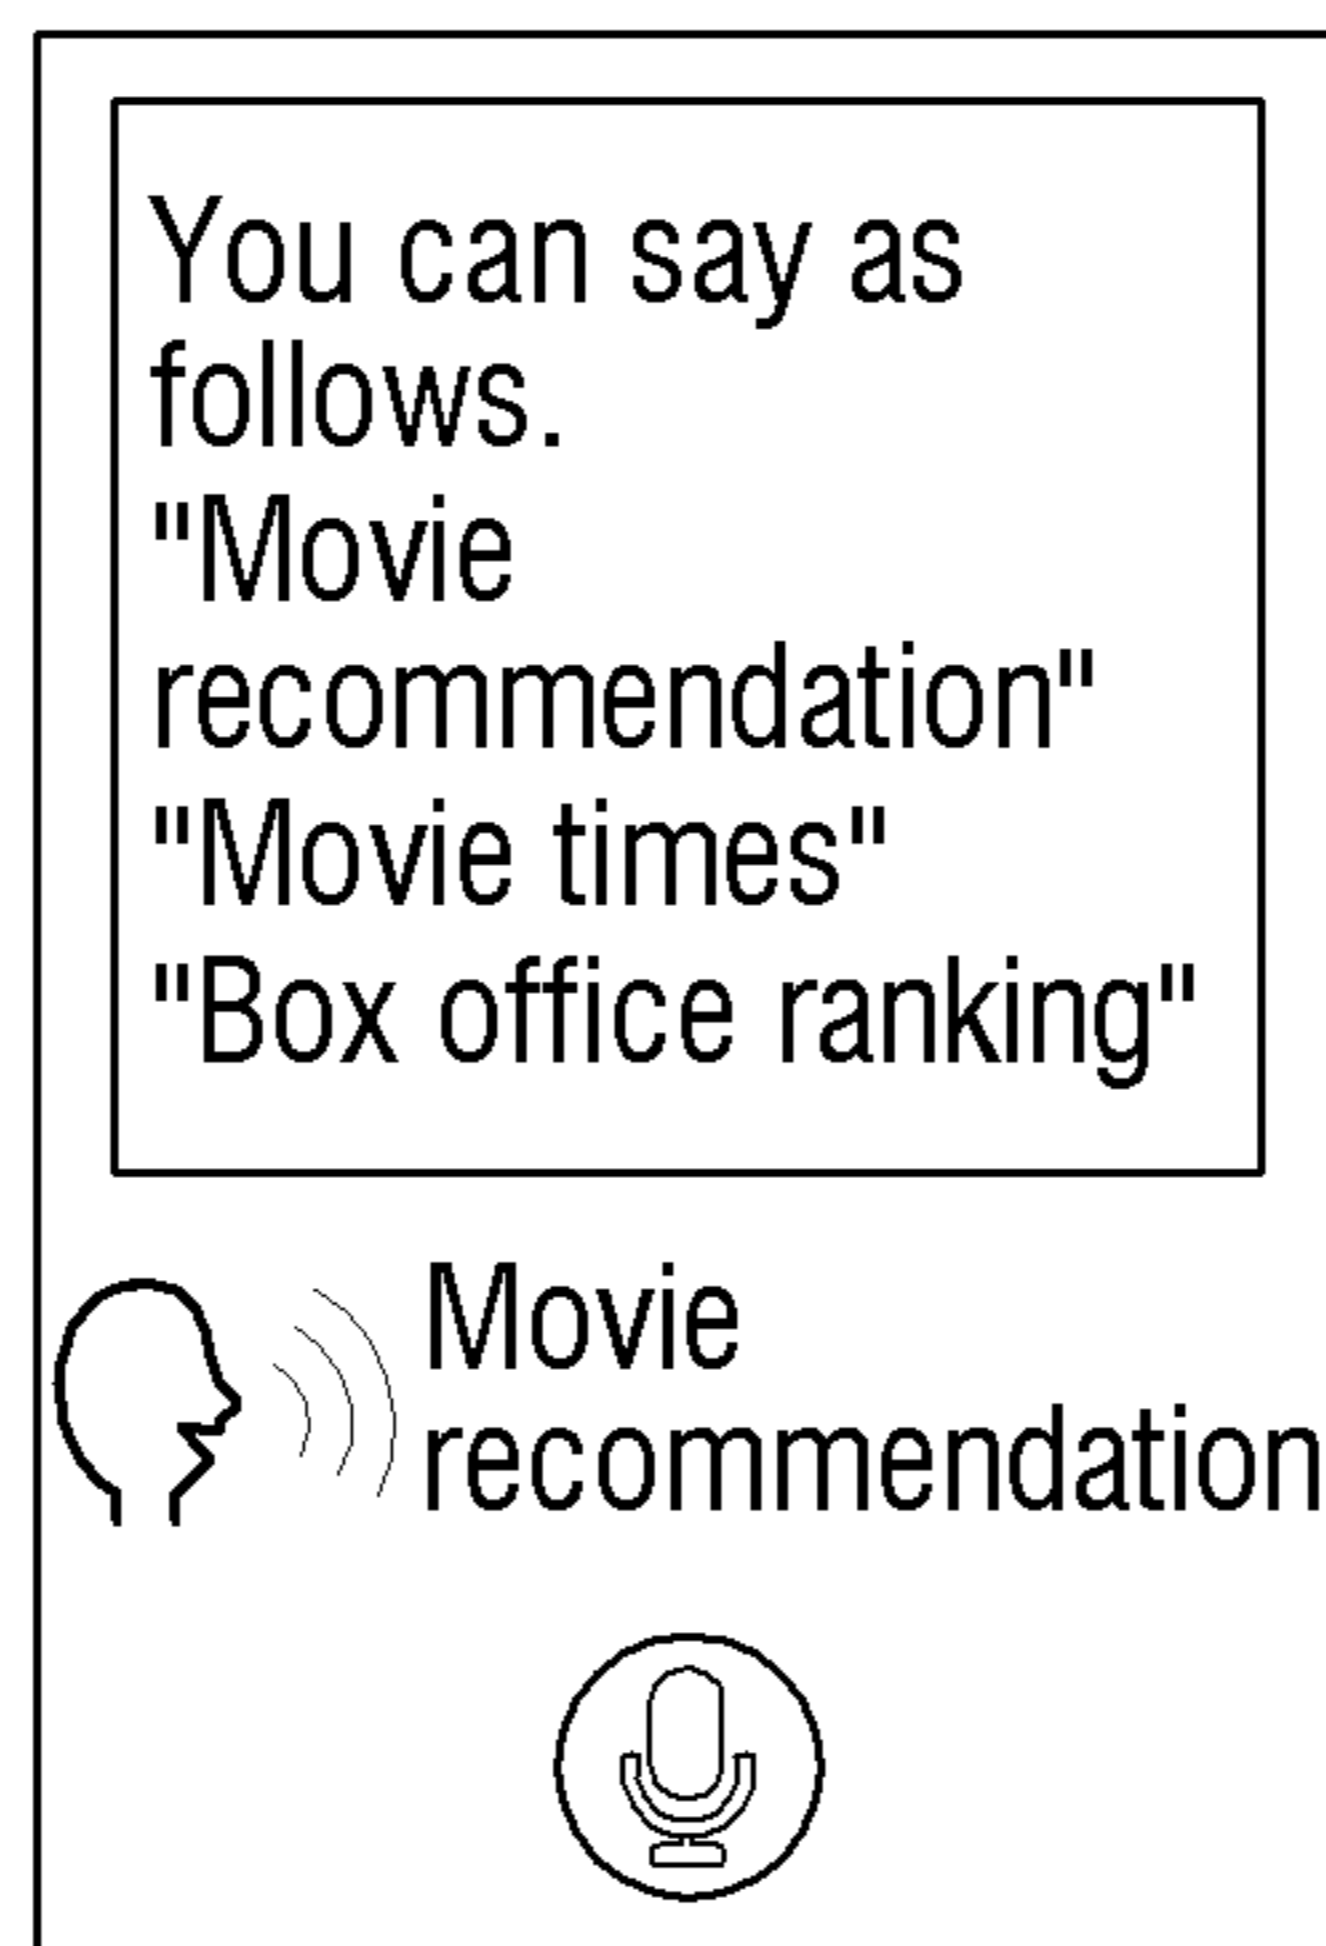 You can say as
follows.
"Movie
recommendation"
"Movie times"
"Box office ranking"
Movie
recommendation